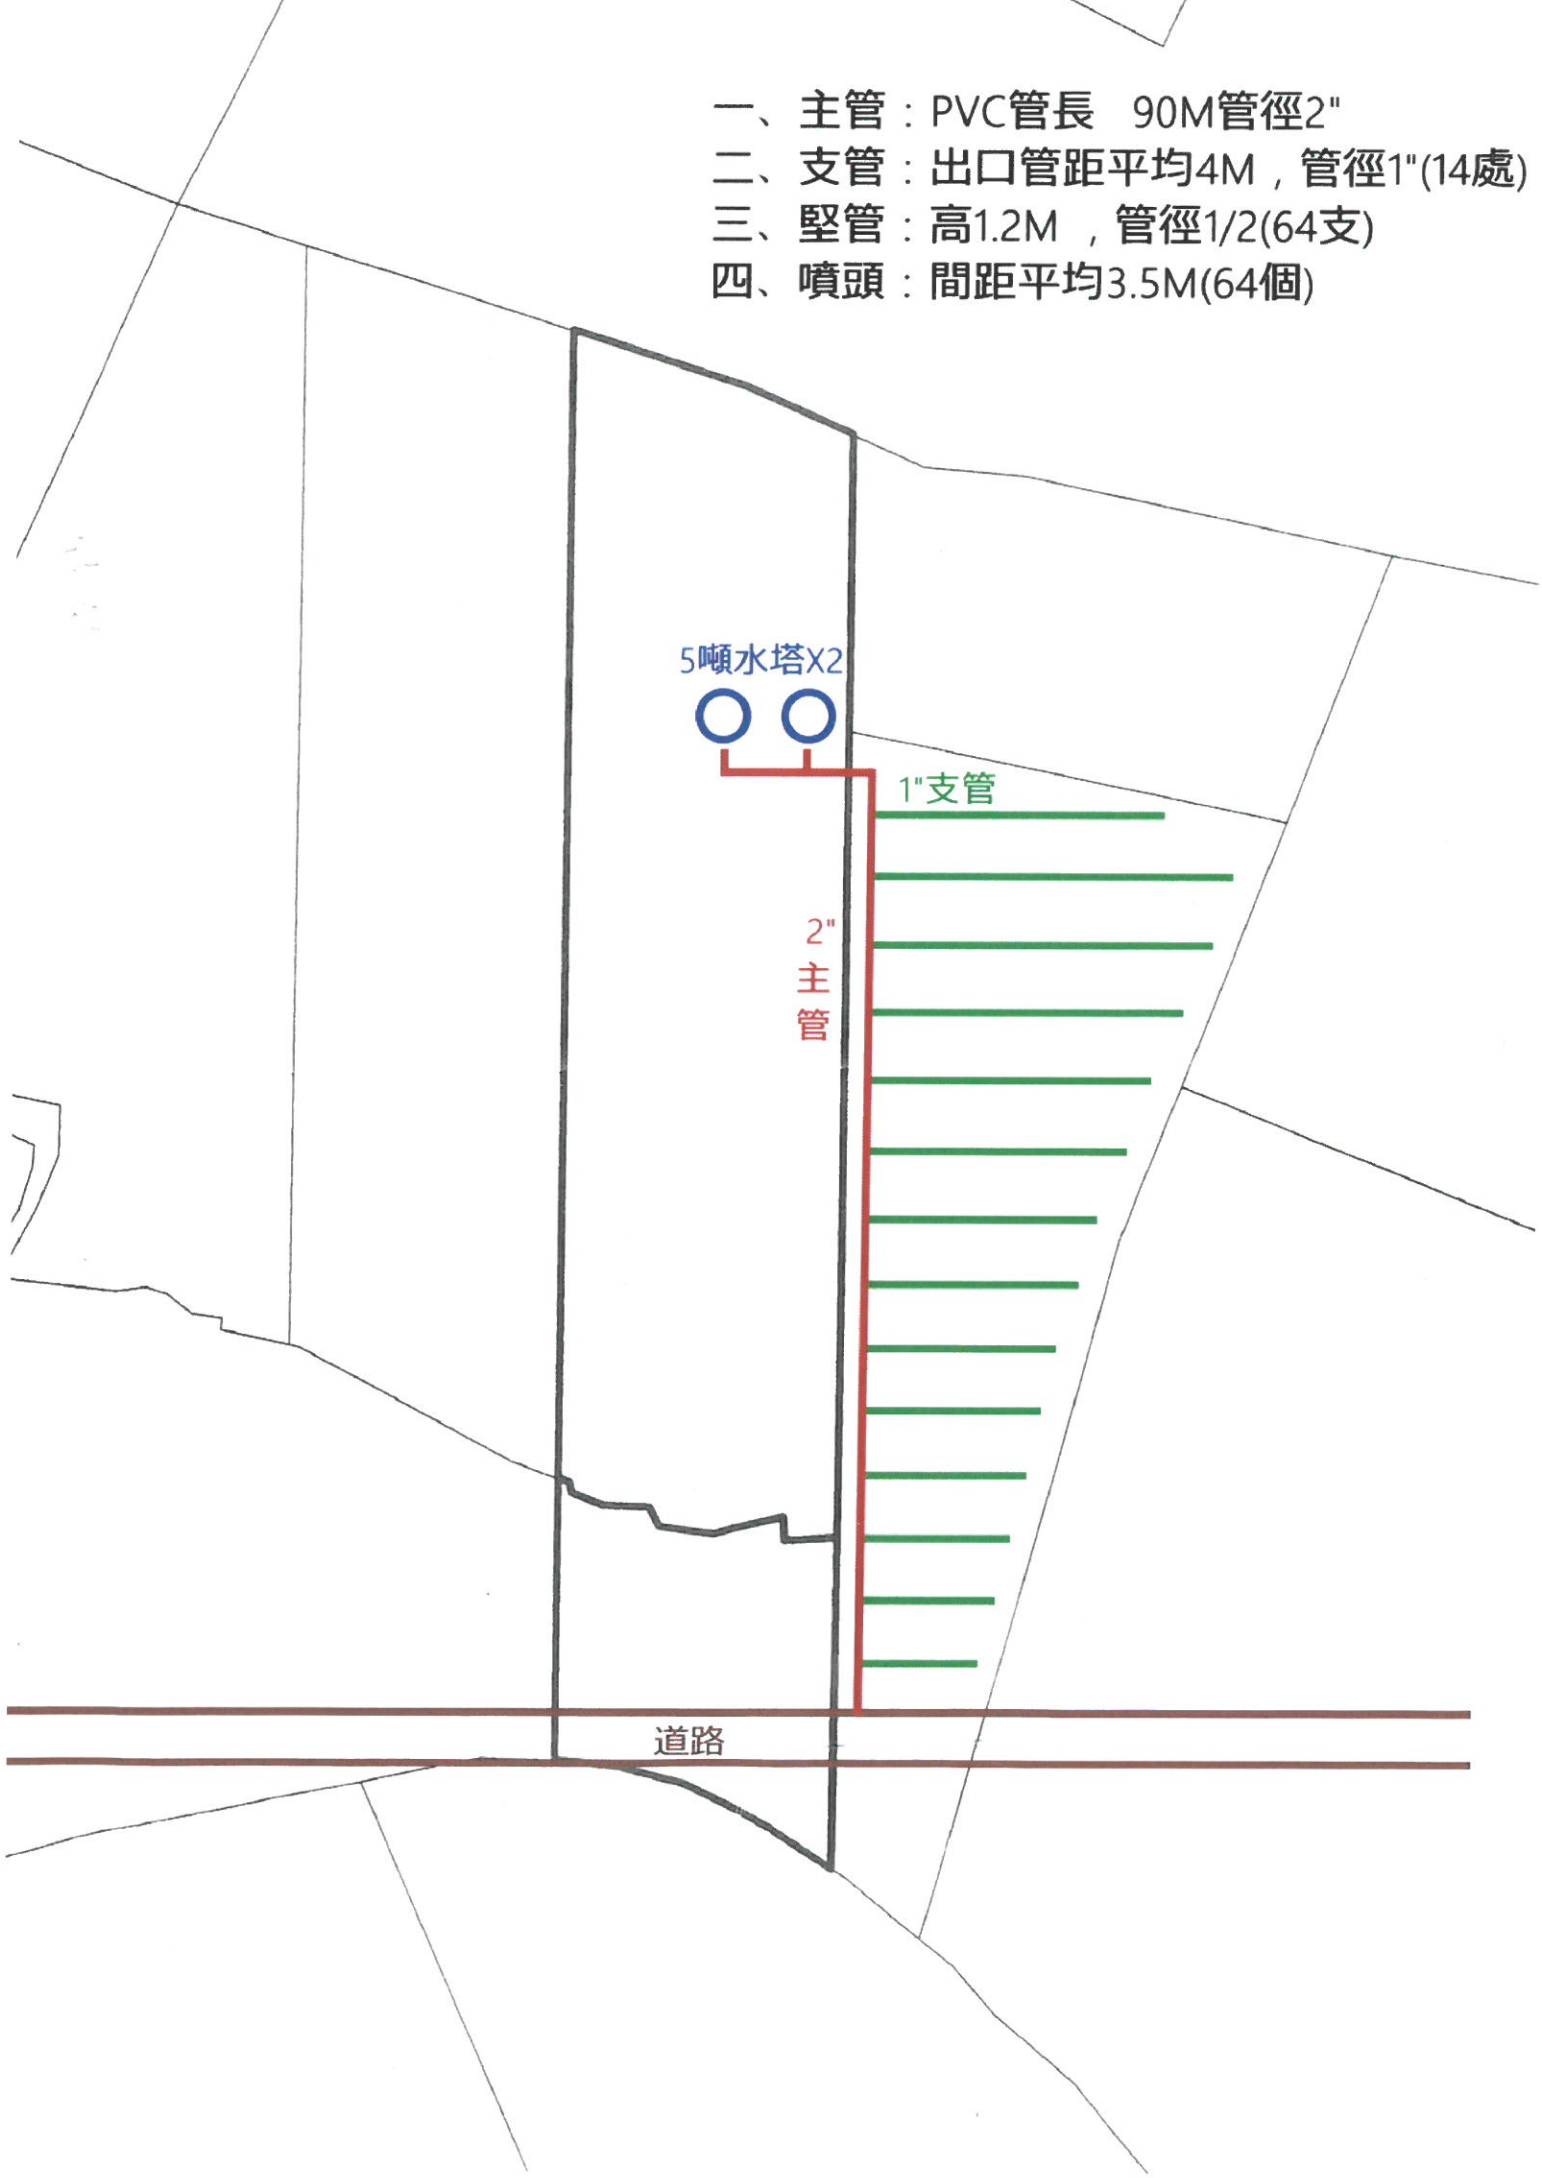 一、主管：PVC管長 90M管徑2"
二、支管：出口管距平均4M，管徑1"(14處)
三、堅管：高1.2M ，管徑1/2(64支)
四、噴頭：間距平均3.5M(64個)
5噸水塔X2
1"支管
2"
主
管
道路